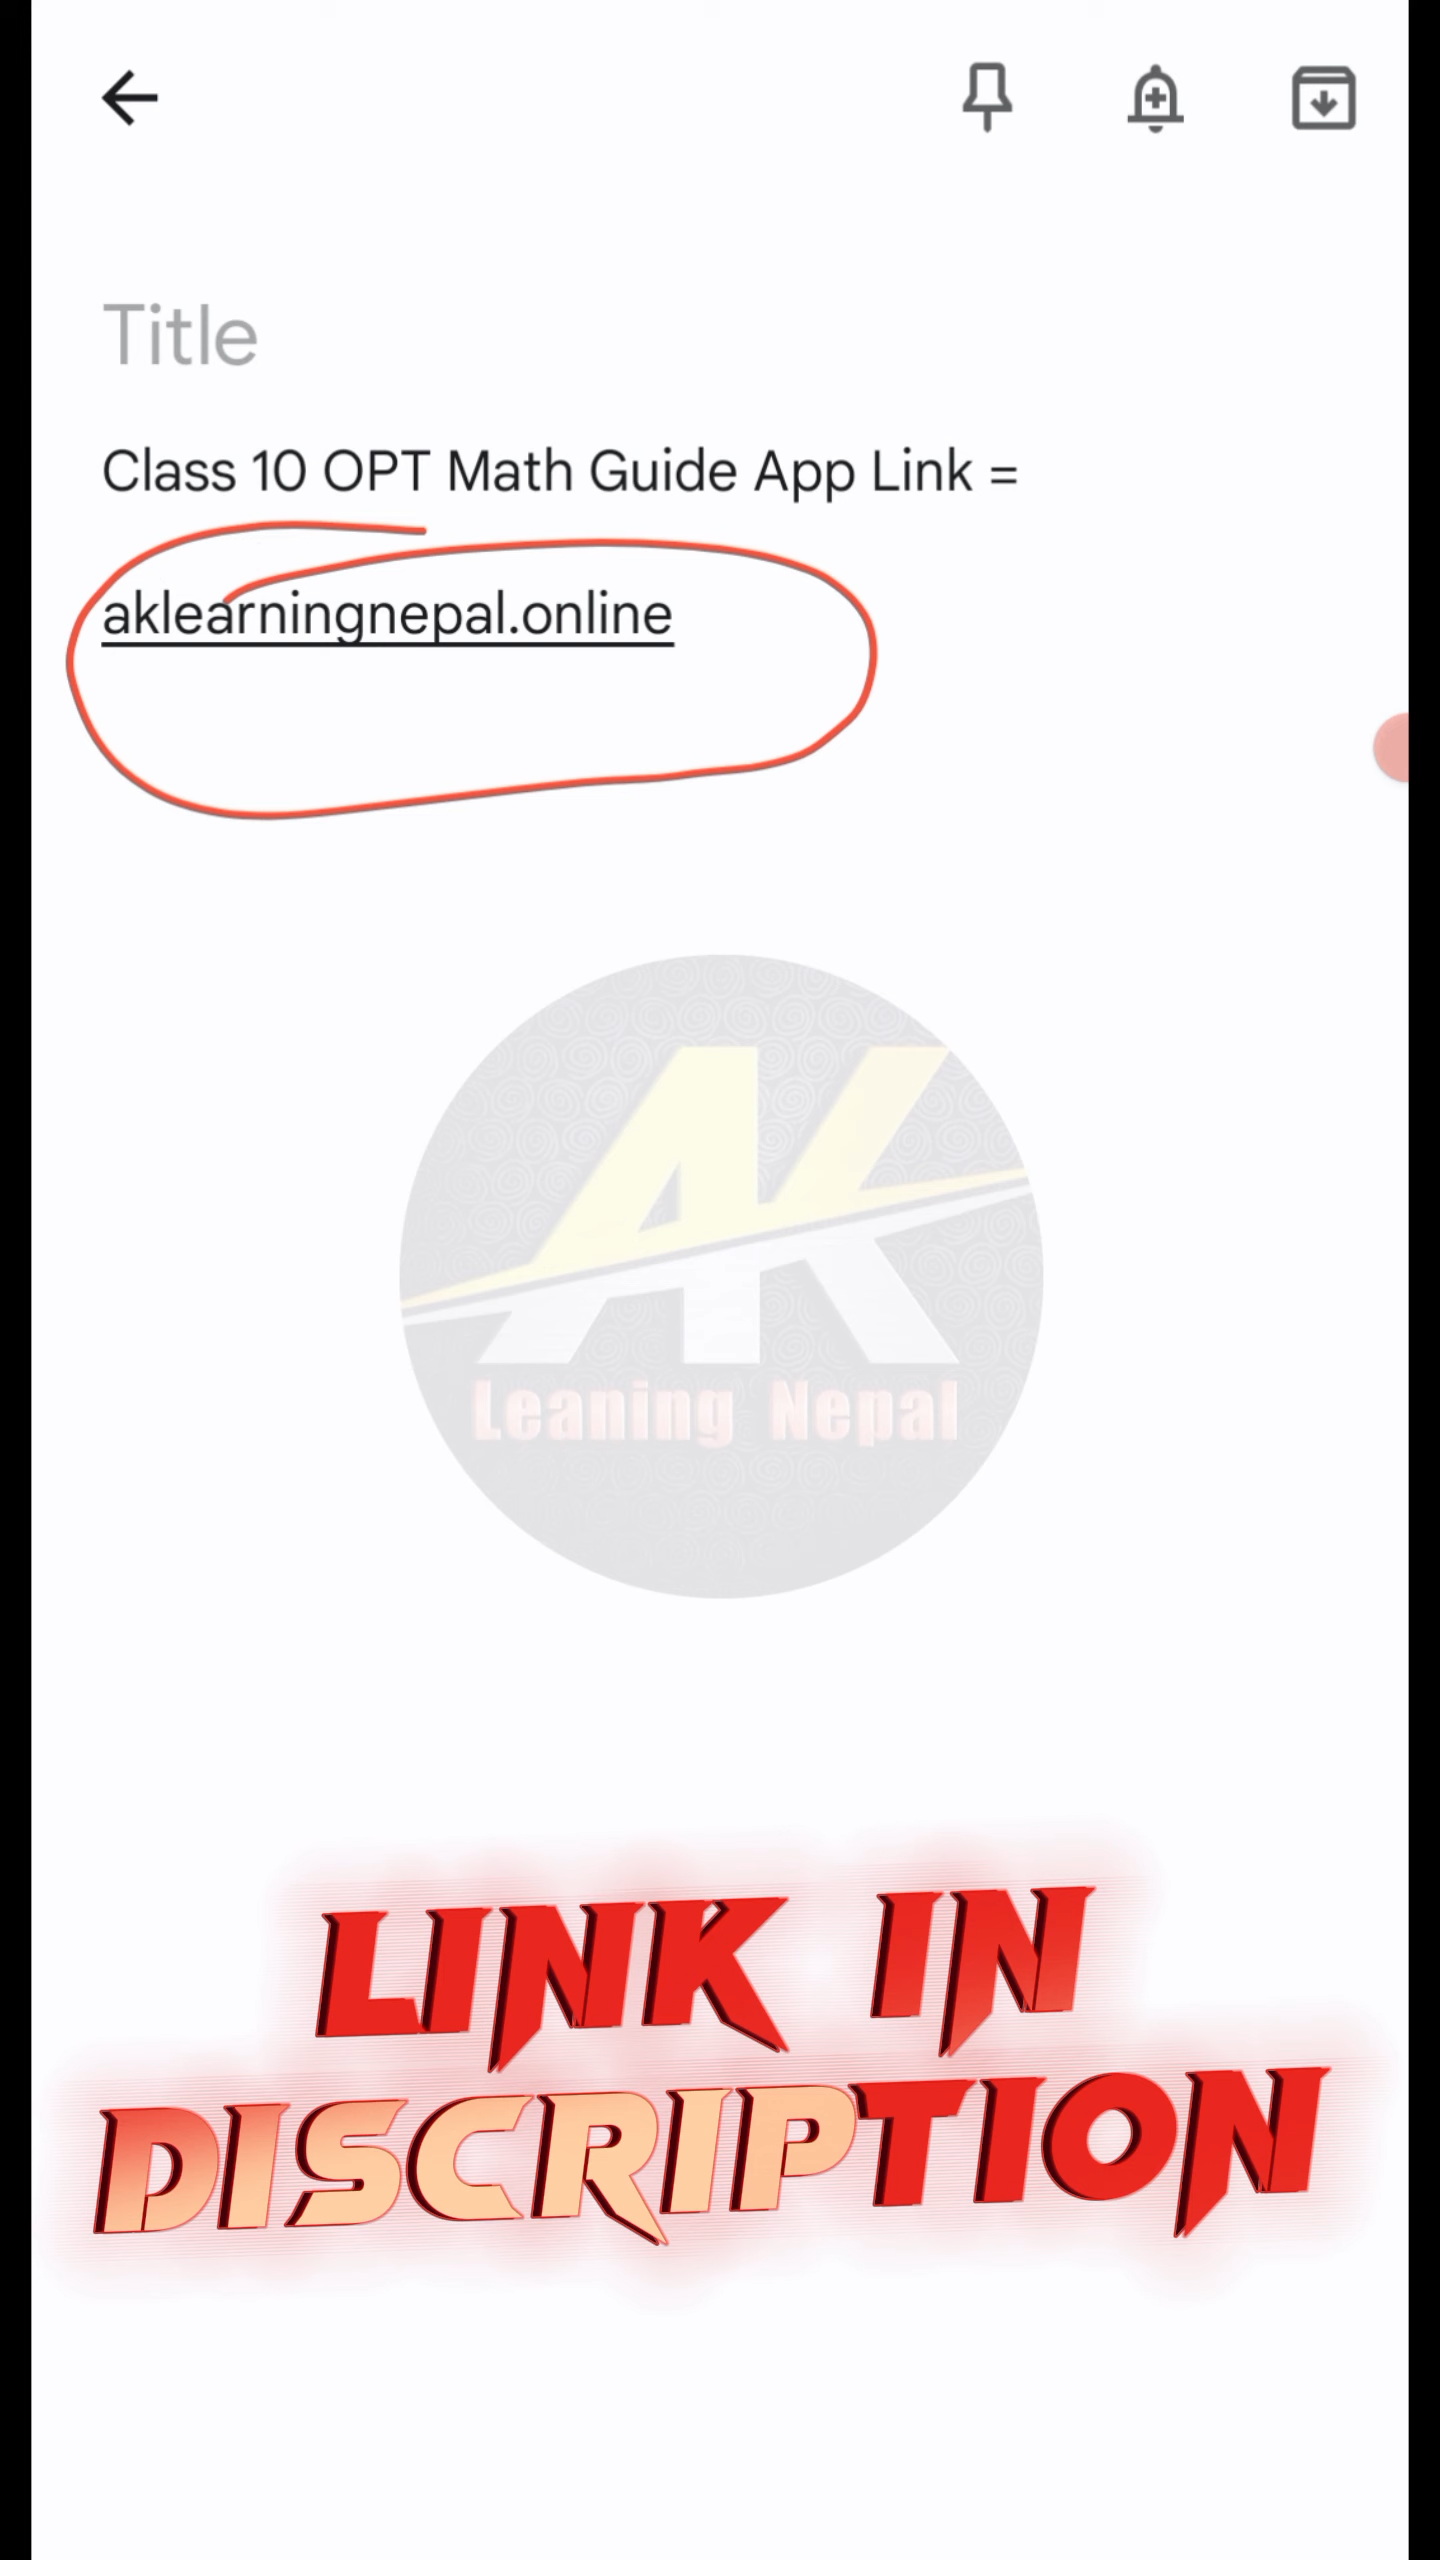 Title
Class 10 OPT Math Guide App Link =
aklearningnepal.online
AK
Leaning Nepal
LINK IN
DISCRIPTION